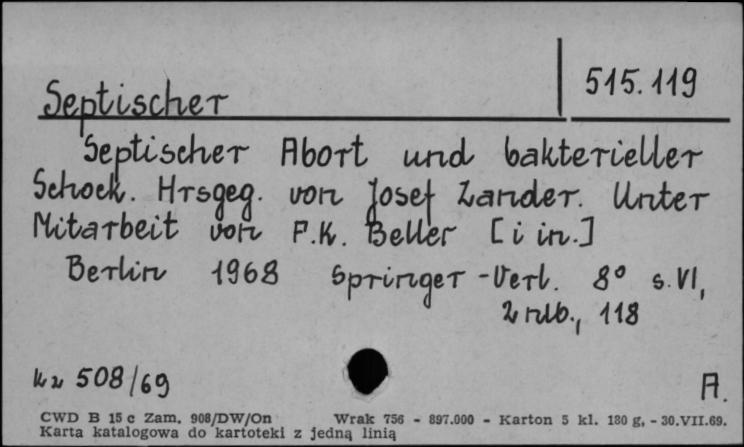 Septischer 515.119
Septischer Abort und bakterieller
Schock. Hrsgeg. von Josef Zander. Unter
Mitarbeit von F.K. Beller [i in.]
Berlin 1968 Springer-Verl. 8° s. VI,
2 nlb., 118
508/69 A.
CWD B 15 c Zam. 908/DW/On Wrak 756 - 897.000 - Karton 5 kl. 180 g. - 30.VII.69.
Karta katalogowa do kartoteki z jedną linią